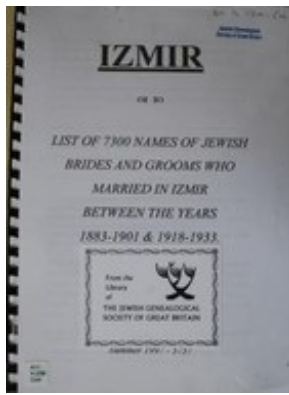 IZMIR
LIST OF 7300 NAMES OF JEWISH
BRIDES AND GROOMS WHO
MARRIED IN IZMIR
BETWEEN THE YEARS
1883-1901 & 1918-1933.
From the
Library
of
THE JEWISH GENEALOGICAL
SOCIETY OF GREAT BRITAIN